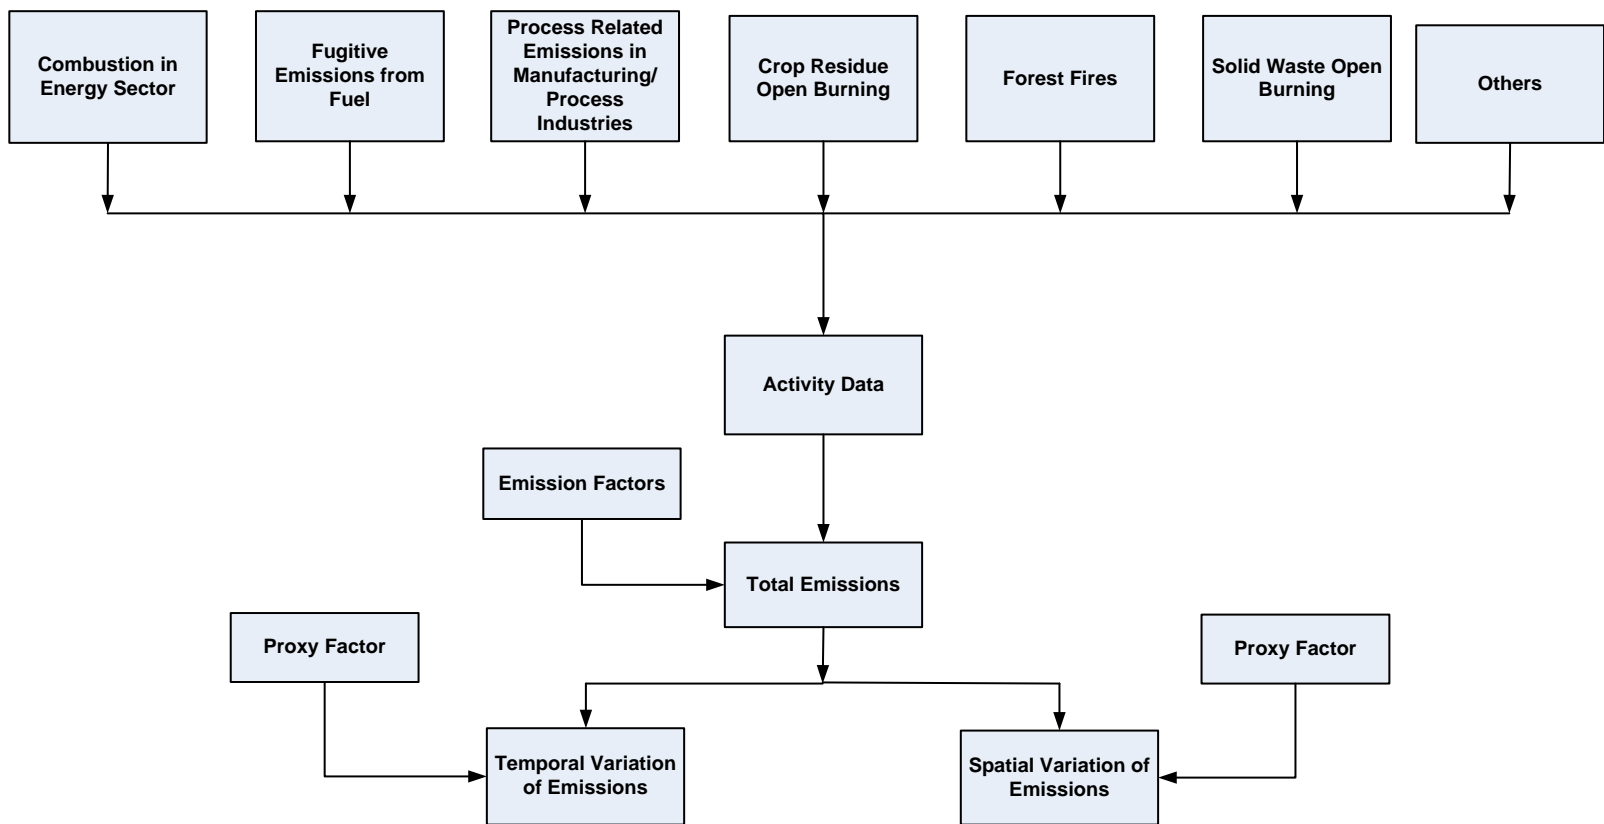 Combustion in
Energy Sector
Fugitive
Emissions from
Fuel
Process Related
Emissions in
Manufacturing/
Process
Industries
Crop Residue
Open Burning
Forest Fires
Solid Waste Open
Burning
Others
Activity Data
Emission Factors
Total Emissions
Proxy Factor
Proxy Factor
Temporal Variation
of Emissions
Spatial Variation of
Emissions